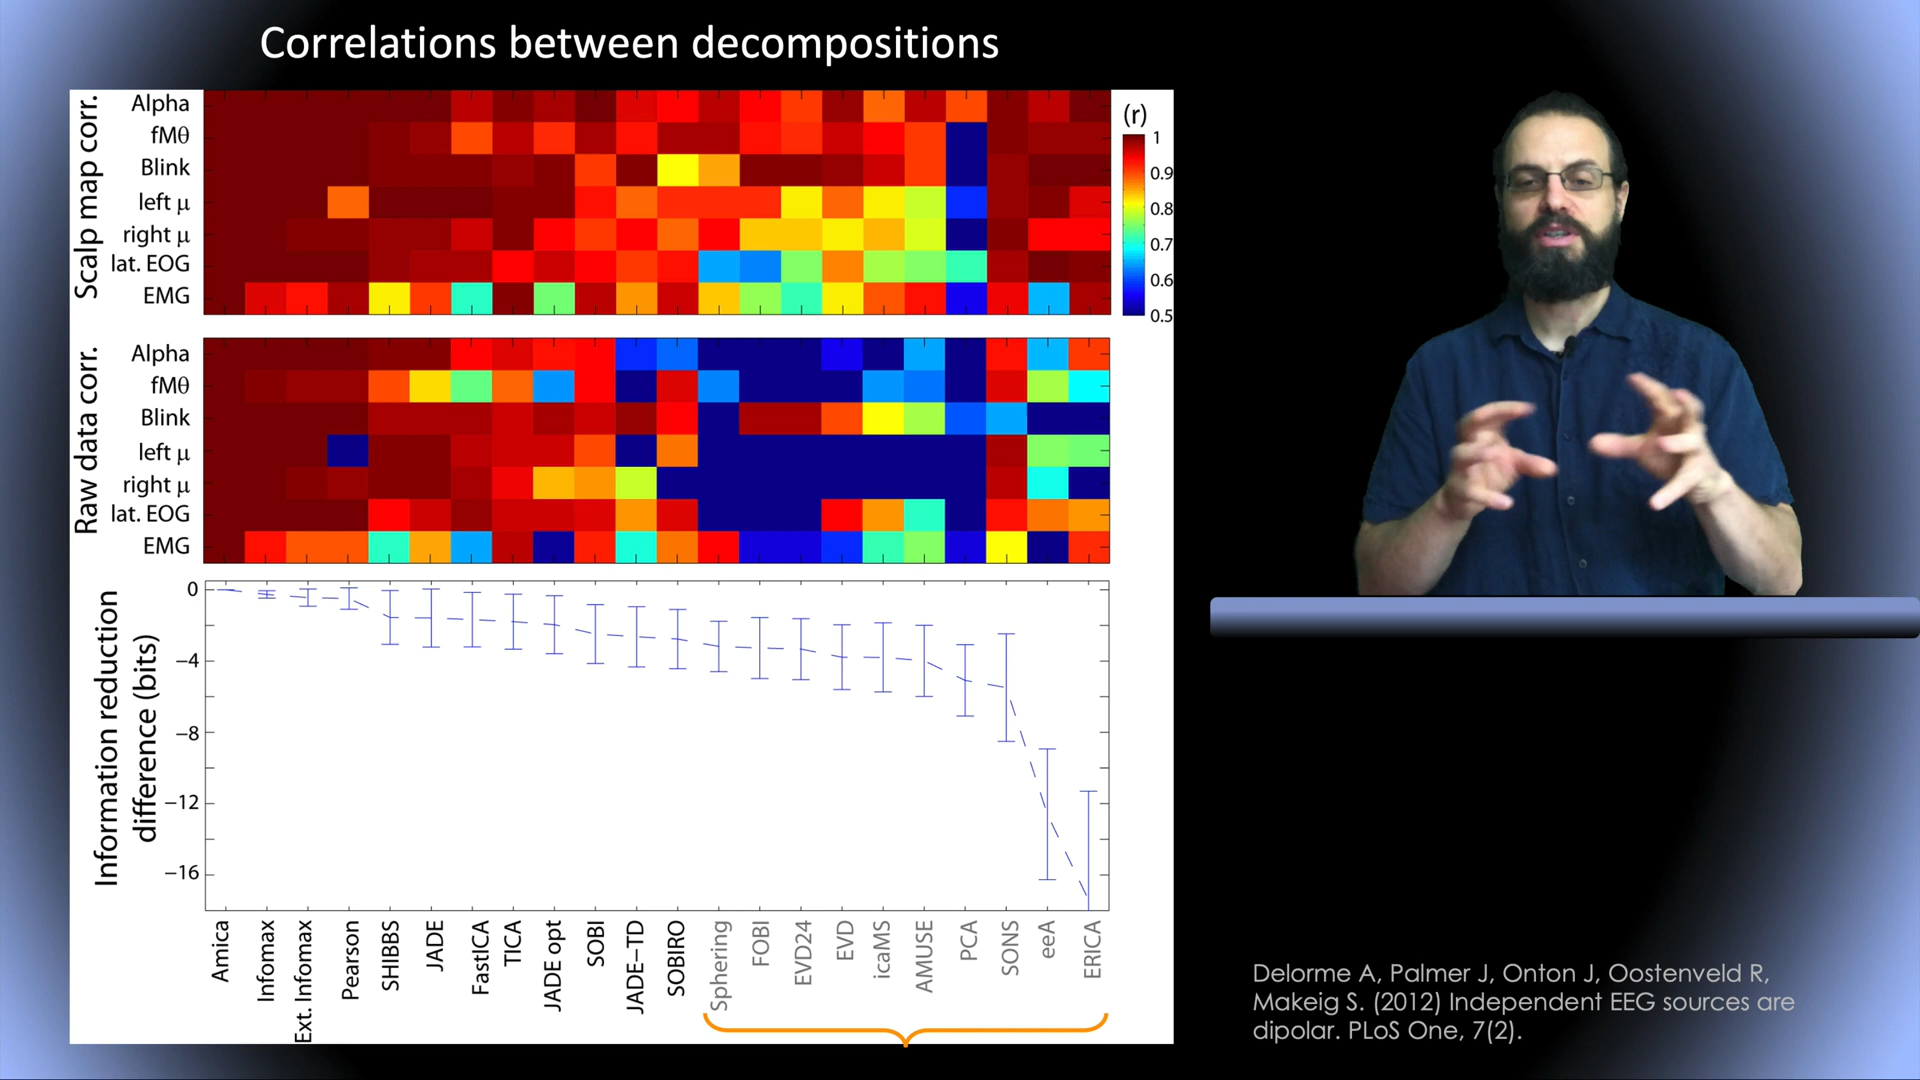 Correlations between decompositions
Scalp map corr.
Alpha
fMθ
Blink
left μ
right μ
lat. EOG
EMG
(r)
1
0.9
0.8
0.7
0.6
0.5
Raw data corr.
Alpha
fMθ
Blink
left μ
right μ
lat. EOG
EMG
Information reduction
difference (bits)
0
−4
−8
−12
−16
Amica
Infomax
Ext. Infomax
Pearson
SHIBBS
JADE
FastICA
TICA
JADE opt
SOBI
JADE−TD
SOBIRO
Sphering
FOBI
EVD24
EVD
icaMS
AMUSE
PCA
SONS
eeA
ERICA
Delorme A, Palmer J, Onton J, Oostenveld R,
Makeig S. (2012) Independent EEG sources are
dipolar. PLoS One, 7(2).